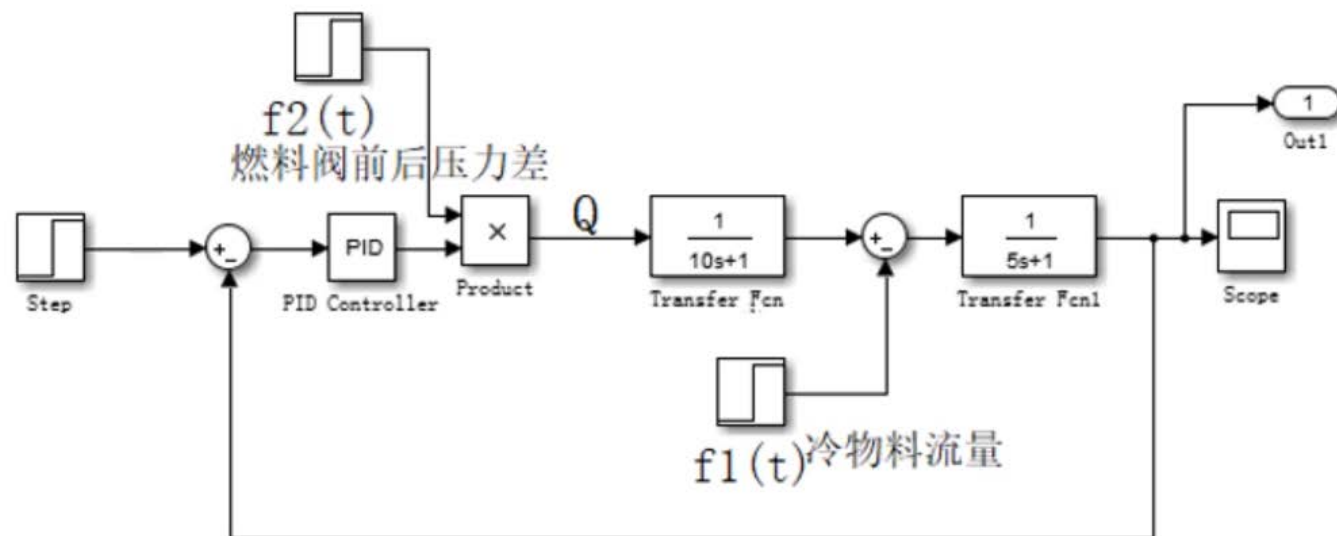 f2(t)
燃料阀前后压力差
1
Out1
+
-
PID
×
Q
1
10s+1
+
-
1
5s+1
Step
PID Controller
Product
Transfer Fcn
Transfer Fcn1
Scope
f1(t)
冷物料流量